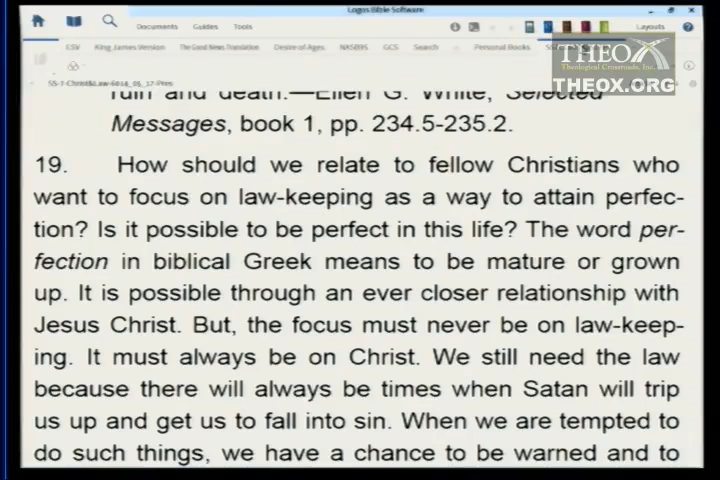 Logos Bible Software
Documents Guides Tools Layouts
ESV King James Version The Good News Translation Desire of Ages NASB95 GCS Search Personal Books
THEOX
Theological Crossroads, Inc.
THEOX.ORG
ruin and death.—Ellen G. White, Selected
Messages, book 1, pp. 234.5-235.2.
19. How should we relate to fellow Christians who
want to focus on law-keeping as a way to attain perfec-
tion? Is it possible to be perfect in this life? The word per-
fection in biblical Greek means to be mature or grown
up. It is possible through an ever closer relationship with
Jesus Christ. But, the focus must never be on law-keep-
ing. It must always be on Christ. We still need the law
because there will always be times when Satan will trip
us up and get us to fall into sin. When we are tempted to
do such things, we have a chance to be warned and to